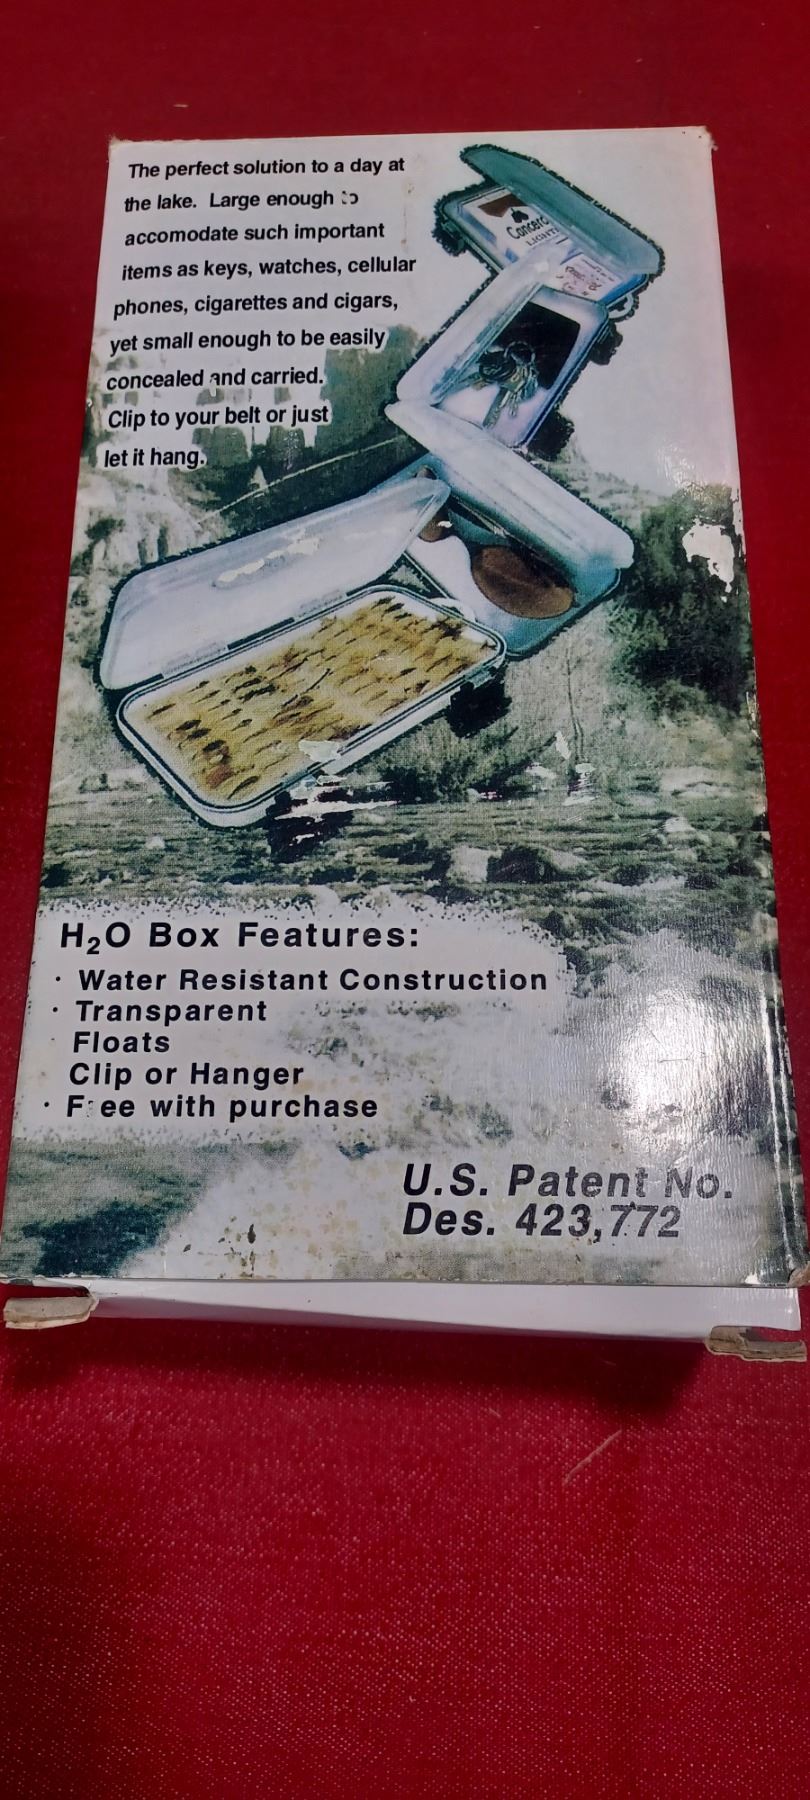 The perfect solution to a day at
the lake. Large enough to
accomodate such important
items as keys, watches, cellular
phones, cigarettes and cigars,
yet small enough to be easily
concealed and carried.
Clip to your belt or just
let it hang.
LIGHTS
H₂O Box Features:
· Water Resistant Construction
· Transparent
Floats
Clip or Hanger
· Free with purchase
U.S. Patent No.
Des. 423,772